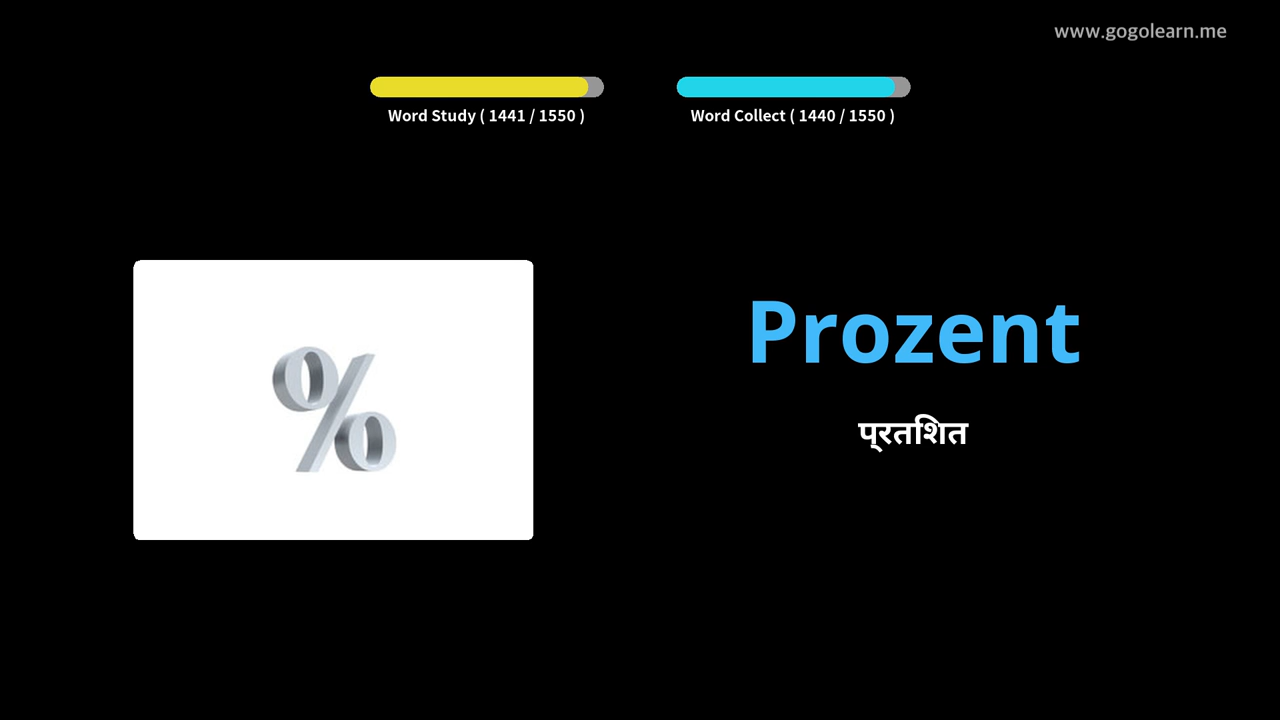 www.gogolearn.me
Word Study ( 1441 / 1550 )
Word Collect ( 1440 / 1550 )
%
Prozent
प्रतिशत